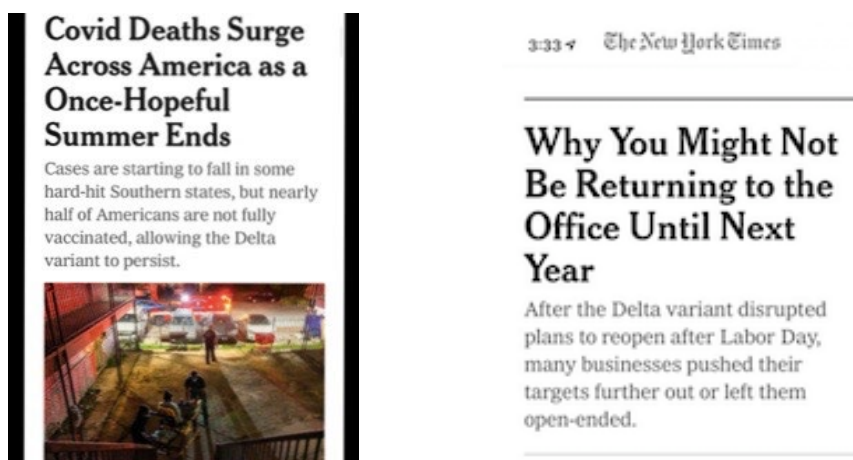 Covid Deaths Surge
Across America as a
Once-Hopeful
Summer Ends
Cases are starting to fall in some
hard-hit Southern states, but nearly
half of Americans are not fully
vaccinated, allowing the Delta
variant to persist.
3:33
The New York Times
Why You Might Not
Be Returning to the
Office Until Next
Year
After the Delta variant disrupted
plans to reopen after Labor Day,
many businesses pushed their
targets further out or left them
open-ended.